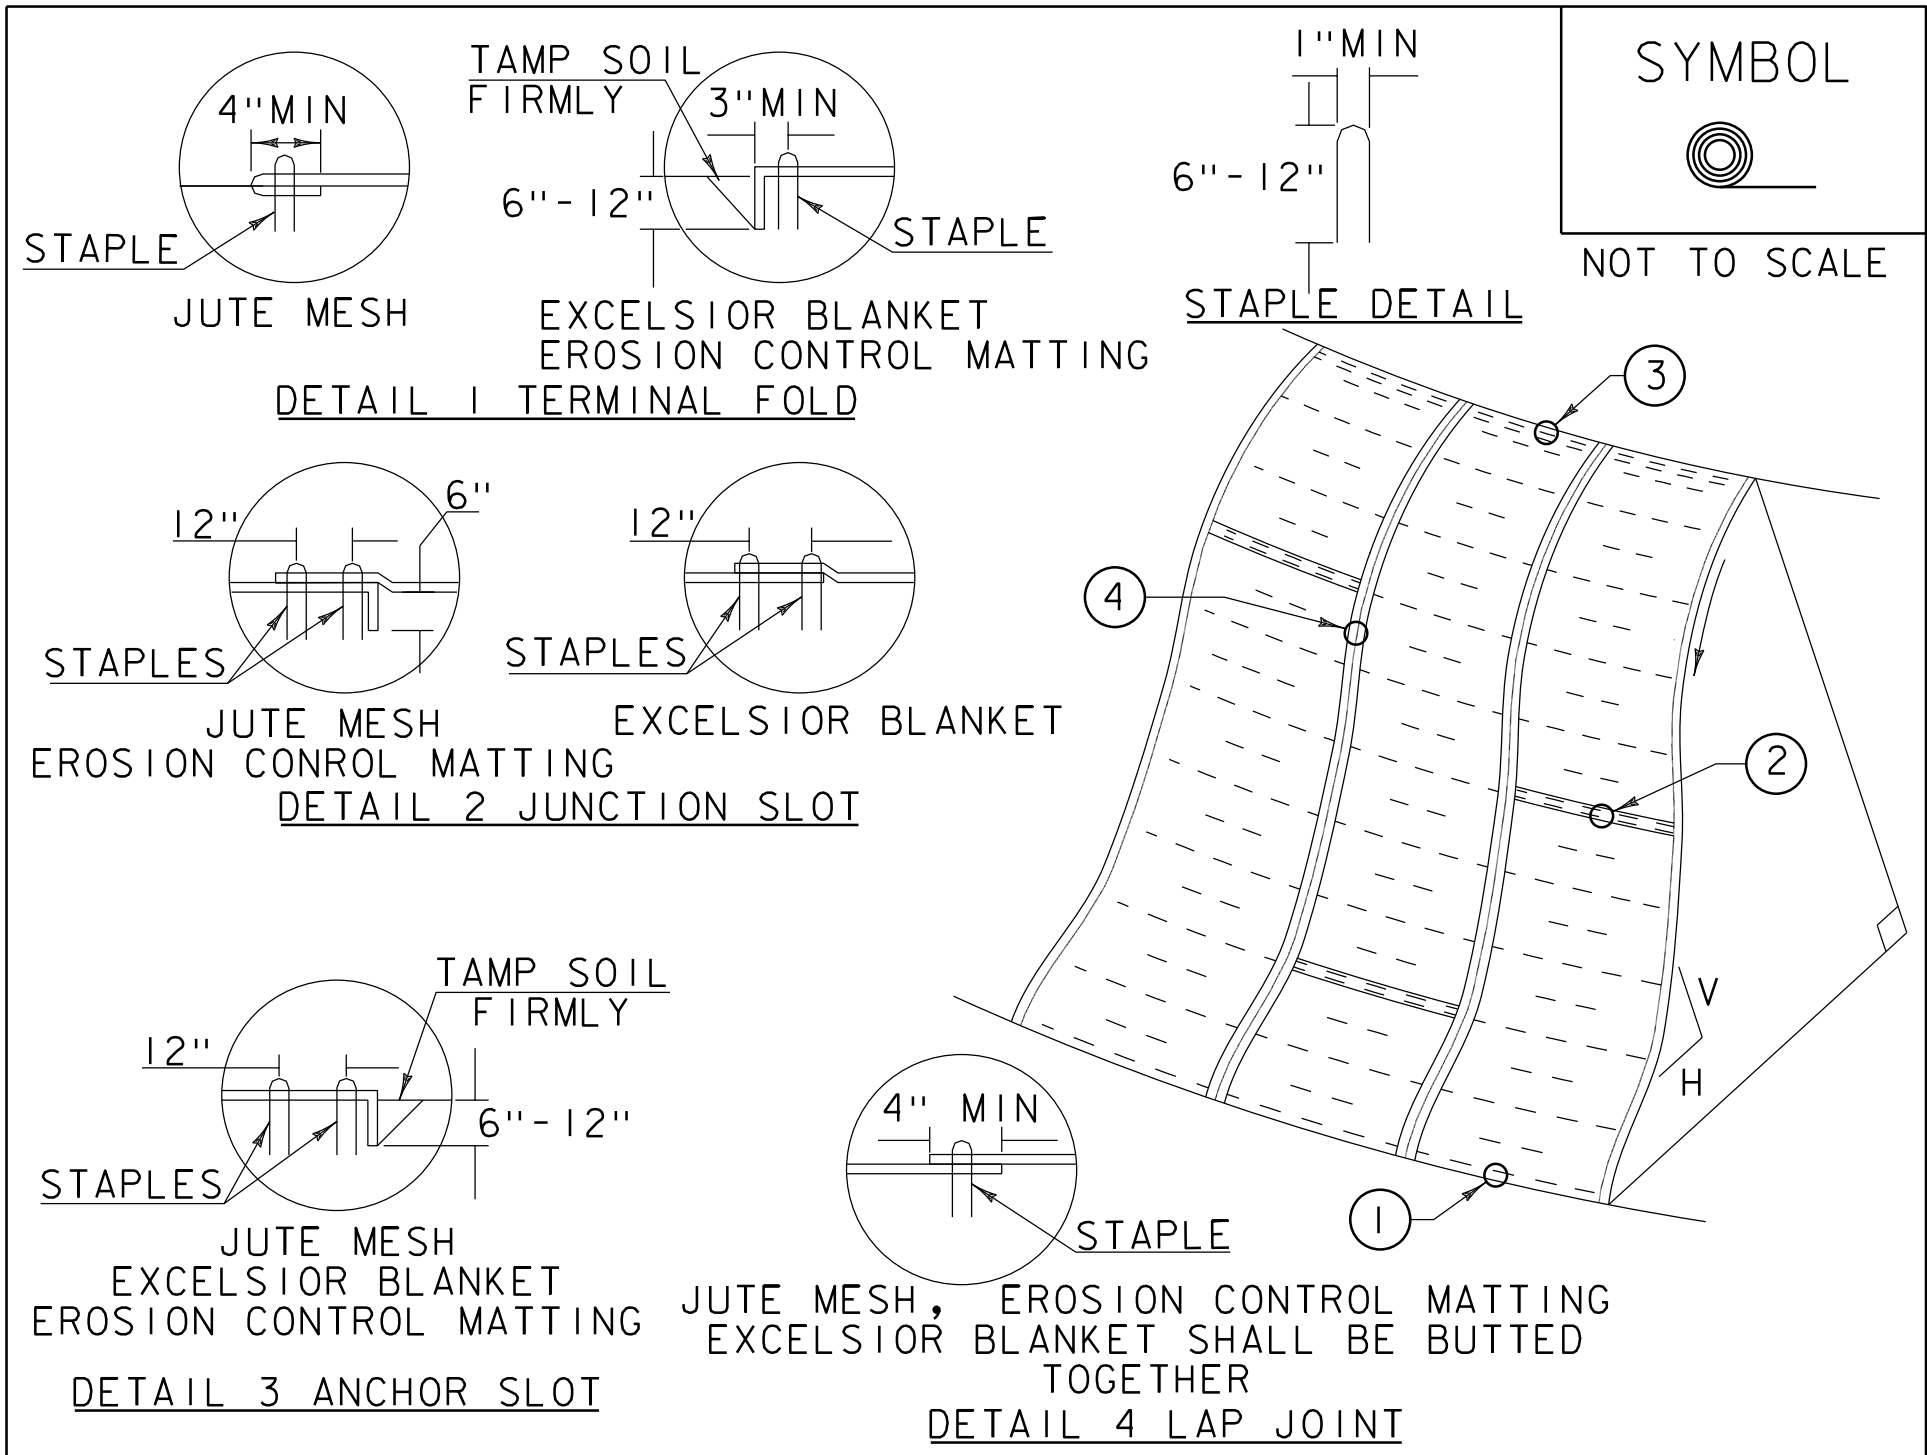 TAMP SOIL
FIRMLY
4"MIN
3"MIN
6"-12"
STAPLE
STAPLE
JUTE MESH
EXCELSIOR BLANKET
EROSION CONTROL MATTING
DETAIL 1 TERMINAL FOLD
1"MIN
6"-12"
STAPLE DETAIL
SYMBOL
NOT TO SCALE
12"
6"
STAPLES
JUTE MESH
EROSION CONROL MATTING
12"
STAPLES
EXCELSIOR BLANKET
DETAIL 2 JUNCTION SLOT
3
4
2
V
H
1
TAMP SOIL
FIRMLY
12"
6"-12"
STAPLES
JUTE MESH
EXCELSIOR BLANKET
EROSION CONTROL MATTING
DETAIL 3 ANCHOR SLOT
4" MIN
STAPLE
JUTE MESH, EROSION CONTROL MATTING
EXCELSIOR BLANKET SHALL BE BUTTED
TOGETHER
DETAIL 4 LAP JOINT